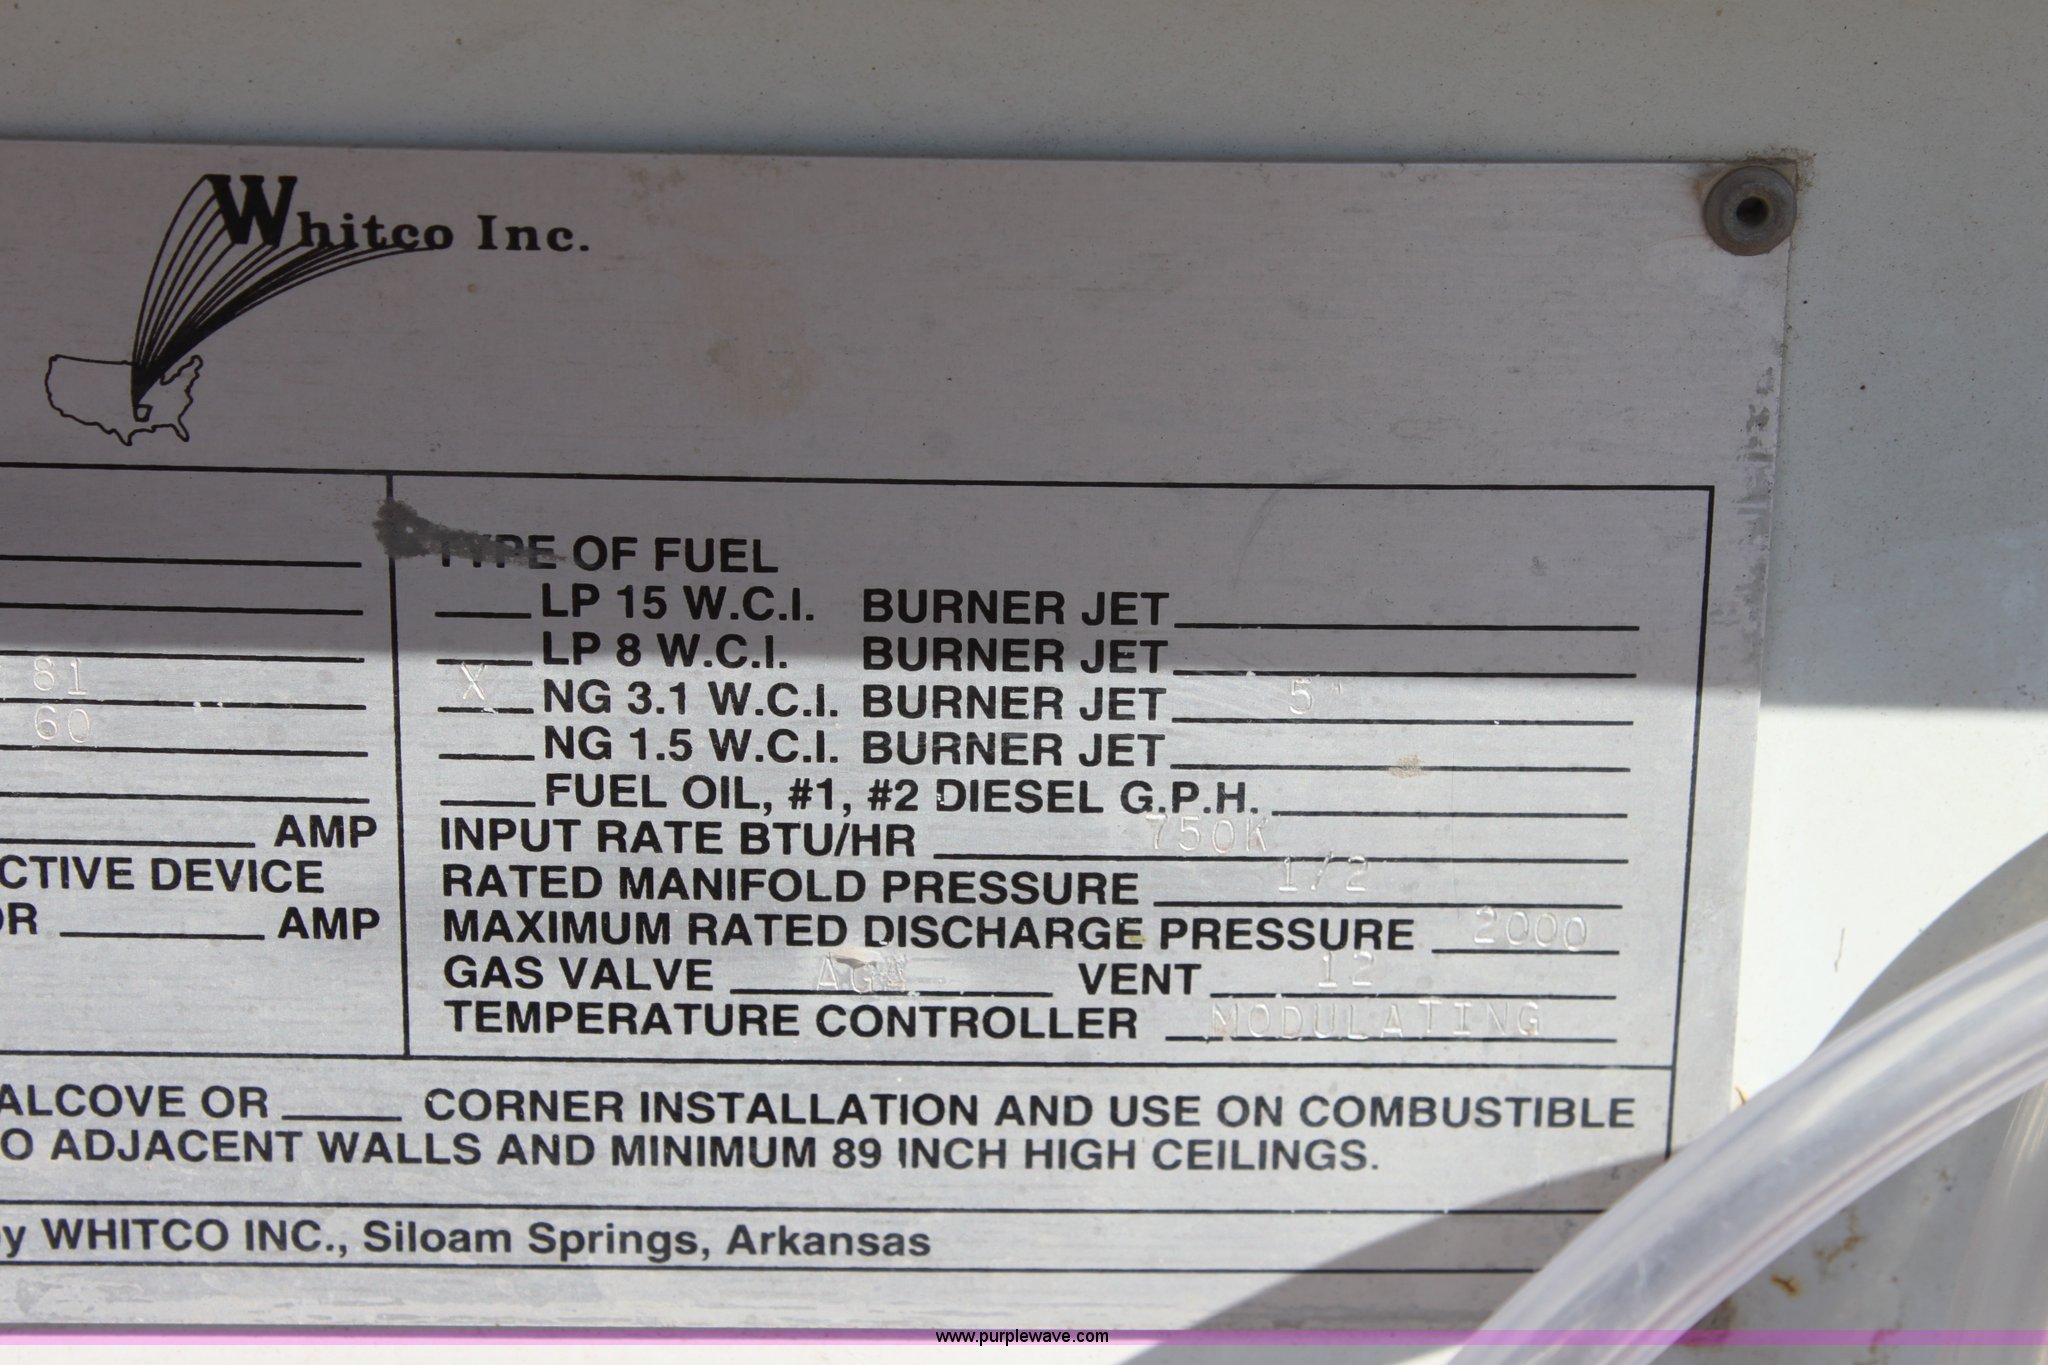 Whitco Inc.
TYPE OF FUEL
LP 15 W.C.I. BURNER JET
LP 8 W.C.I. BURNER JET
81
X NG 3.1 W.C.I. BURNER JET 5"
60
NG 1.5 W.C.I. BURNER JET
FUEL OIL, #1, #2 DIESEL G.P.H.
AMP
INPUT RATE BTU/HR 750K
CTIVE DEVICE
RATED MANIFOLD PRESSURE 1/2
OR AMP
MAXIMUM RATED DISCHARGE PRESSURE 2000
GAS VALVE AGA VENT 12
TEMPERATURE CONTROLLER MODULATING
ALCOVE OR CORNER INSTALLATION AND USE ON COMBUSTIBLE
O ADJACENT WALLS AND MINIMUM 89 INCH HIGH CEILINGS.
by WHITCO INC., Siloam Springs, Arkansas
www.purplewave.com